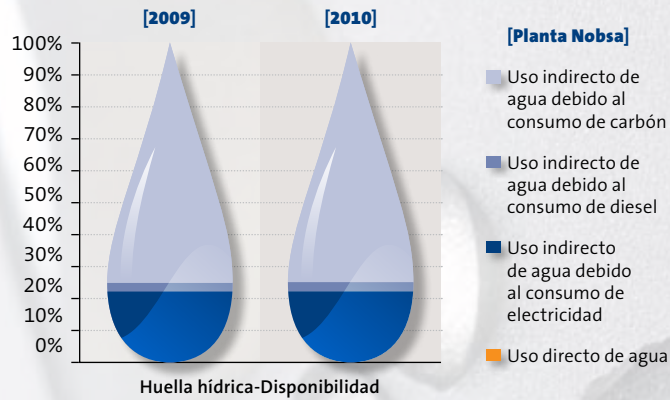 [2009]
[2010]
100%
90%
80%
70%
60%
50%
40%
30%
20%
10%
0%
Huella hídrica-Disponibilidad
[Planta Nobsa]
Uso indirecto de
agua debido al
consumo de carbón
Uso indirecto de
agua debido al
consumo de diesel
Uso indirecto
de agua debido
al consumo de
electricidad
Uso directo de agua